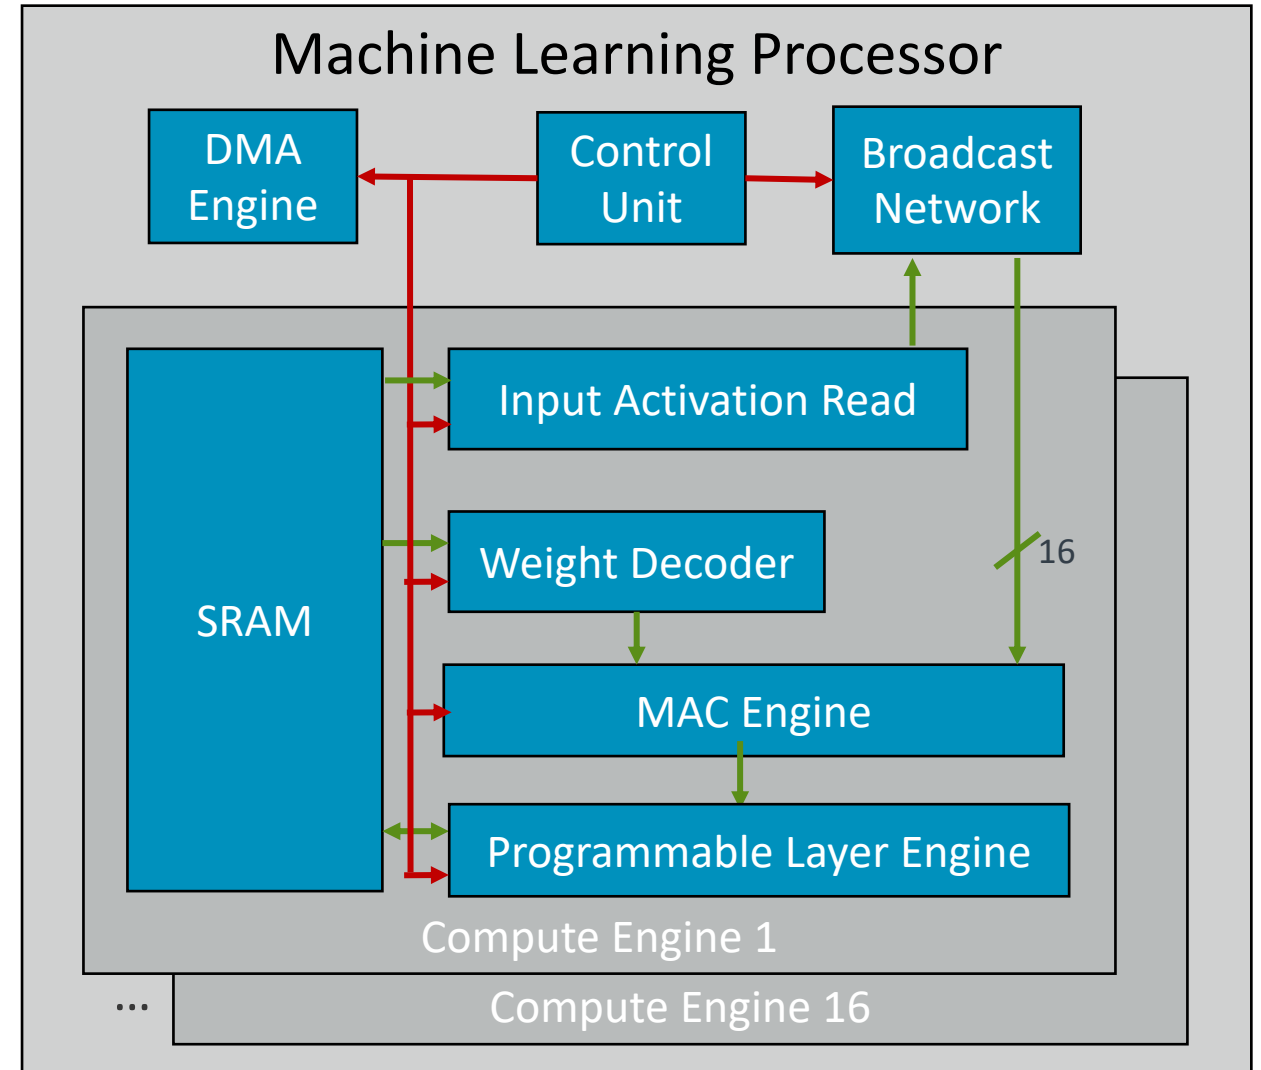 Machine Learning Processor
DMA
Engine
Control
Unit
Broadcast
Network
Input Activation Read
Weight Decoder
16
SRAM
MAC Engine
Programmable Layer Engine
Compute Engine 1
...
Compute Engine 16